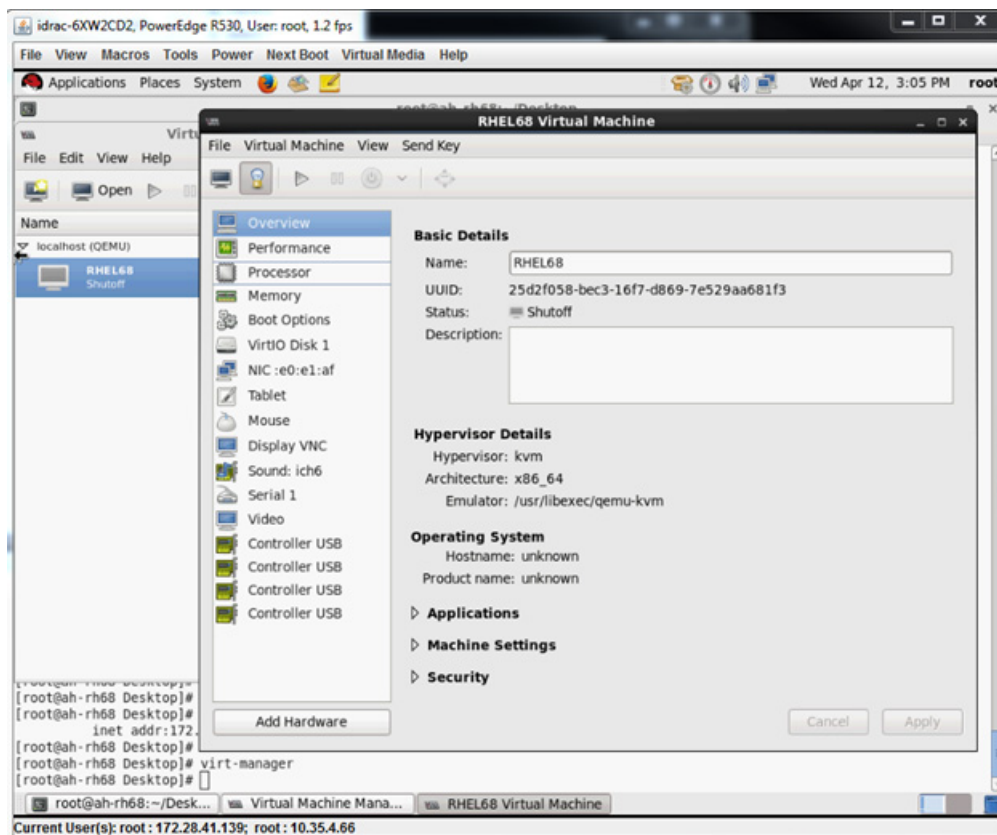 idrac-6XW2CD2, PowerEdge R530, User: root, 1.2 fps
File View Macros Tools Power Next Boot Virtual Media Help
Applications Places System
Wed Apr 12, 3:05 PM root
root@ah-rh68:~/Desktop
Virtu
File Edit View Help
Open
Name
localhost (QEMU)
RHEL68
Shutoff
RHEL68 Virtual Machine
File Virtual Machine View Send Key
Overview
Performance
Processor
Memory
Boot Options
VirtIO Disk 1
NIC :e0:e1:af
Tablet
Mouse
Display VNC
Sound: ich6
Serial 1
Video
Controller USB
Controller USB
Controller USB
Controller USB
Add Hardware
Basic Details
Name: RHEL68
UUID: 25d2f058-bec3-16f7-d869-7e529aa681f3
Status: Shutoff
Description:
Hypervisor Details
Hypervisor: kvm
Architecture: x86_64
Emulator: /usr/libexec/qemu-kvm
Operating System
Hostname: unknown
Product name: unknown
Applications
Machine Settings
Security
Cancel Apply
[root@ah-rh68 Desktop]#
[root@ah-rh68 Desktop]#
inet addr:172.
[root@ah-rh68 Desktop]#
[root@ah-rh68 Desktop]# virt-manager
[root@ah-rh68 Desktop]#
root@ah-rh68:~/Desk... Virtual Machine Mana... RHEL68 Virtual Machine
Current User(s): root : 172.28.41.139; root : 10.35.4.66